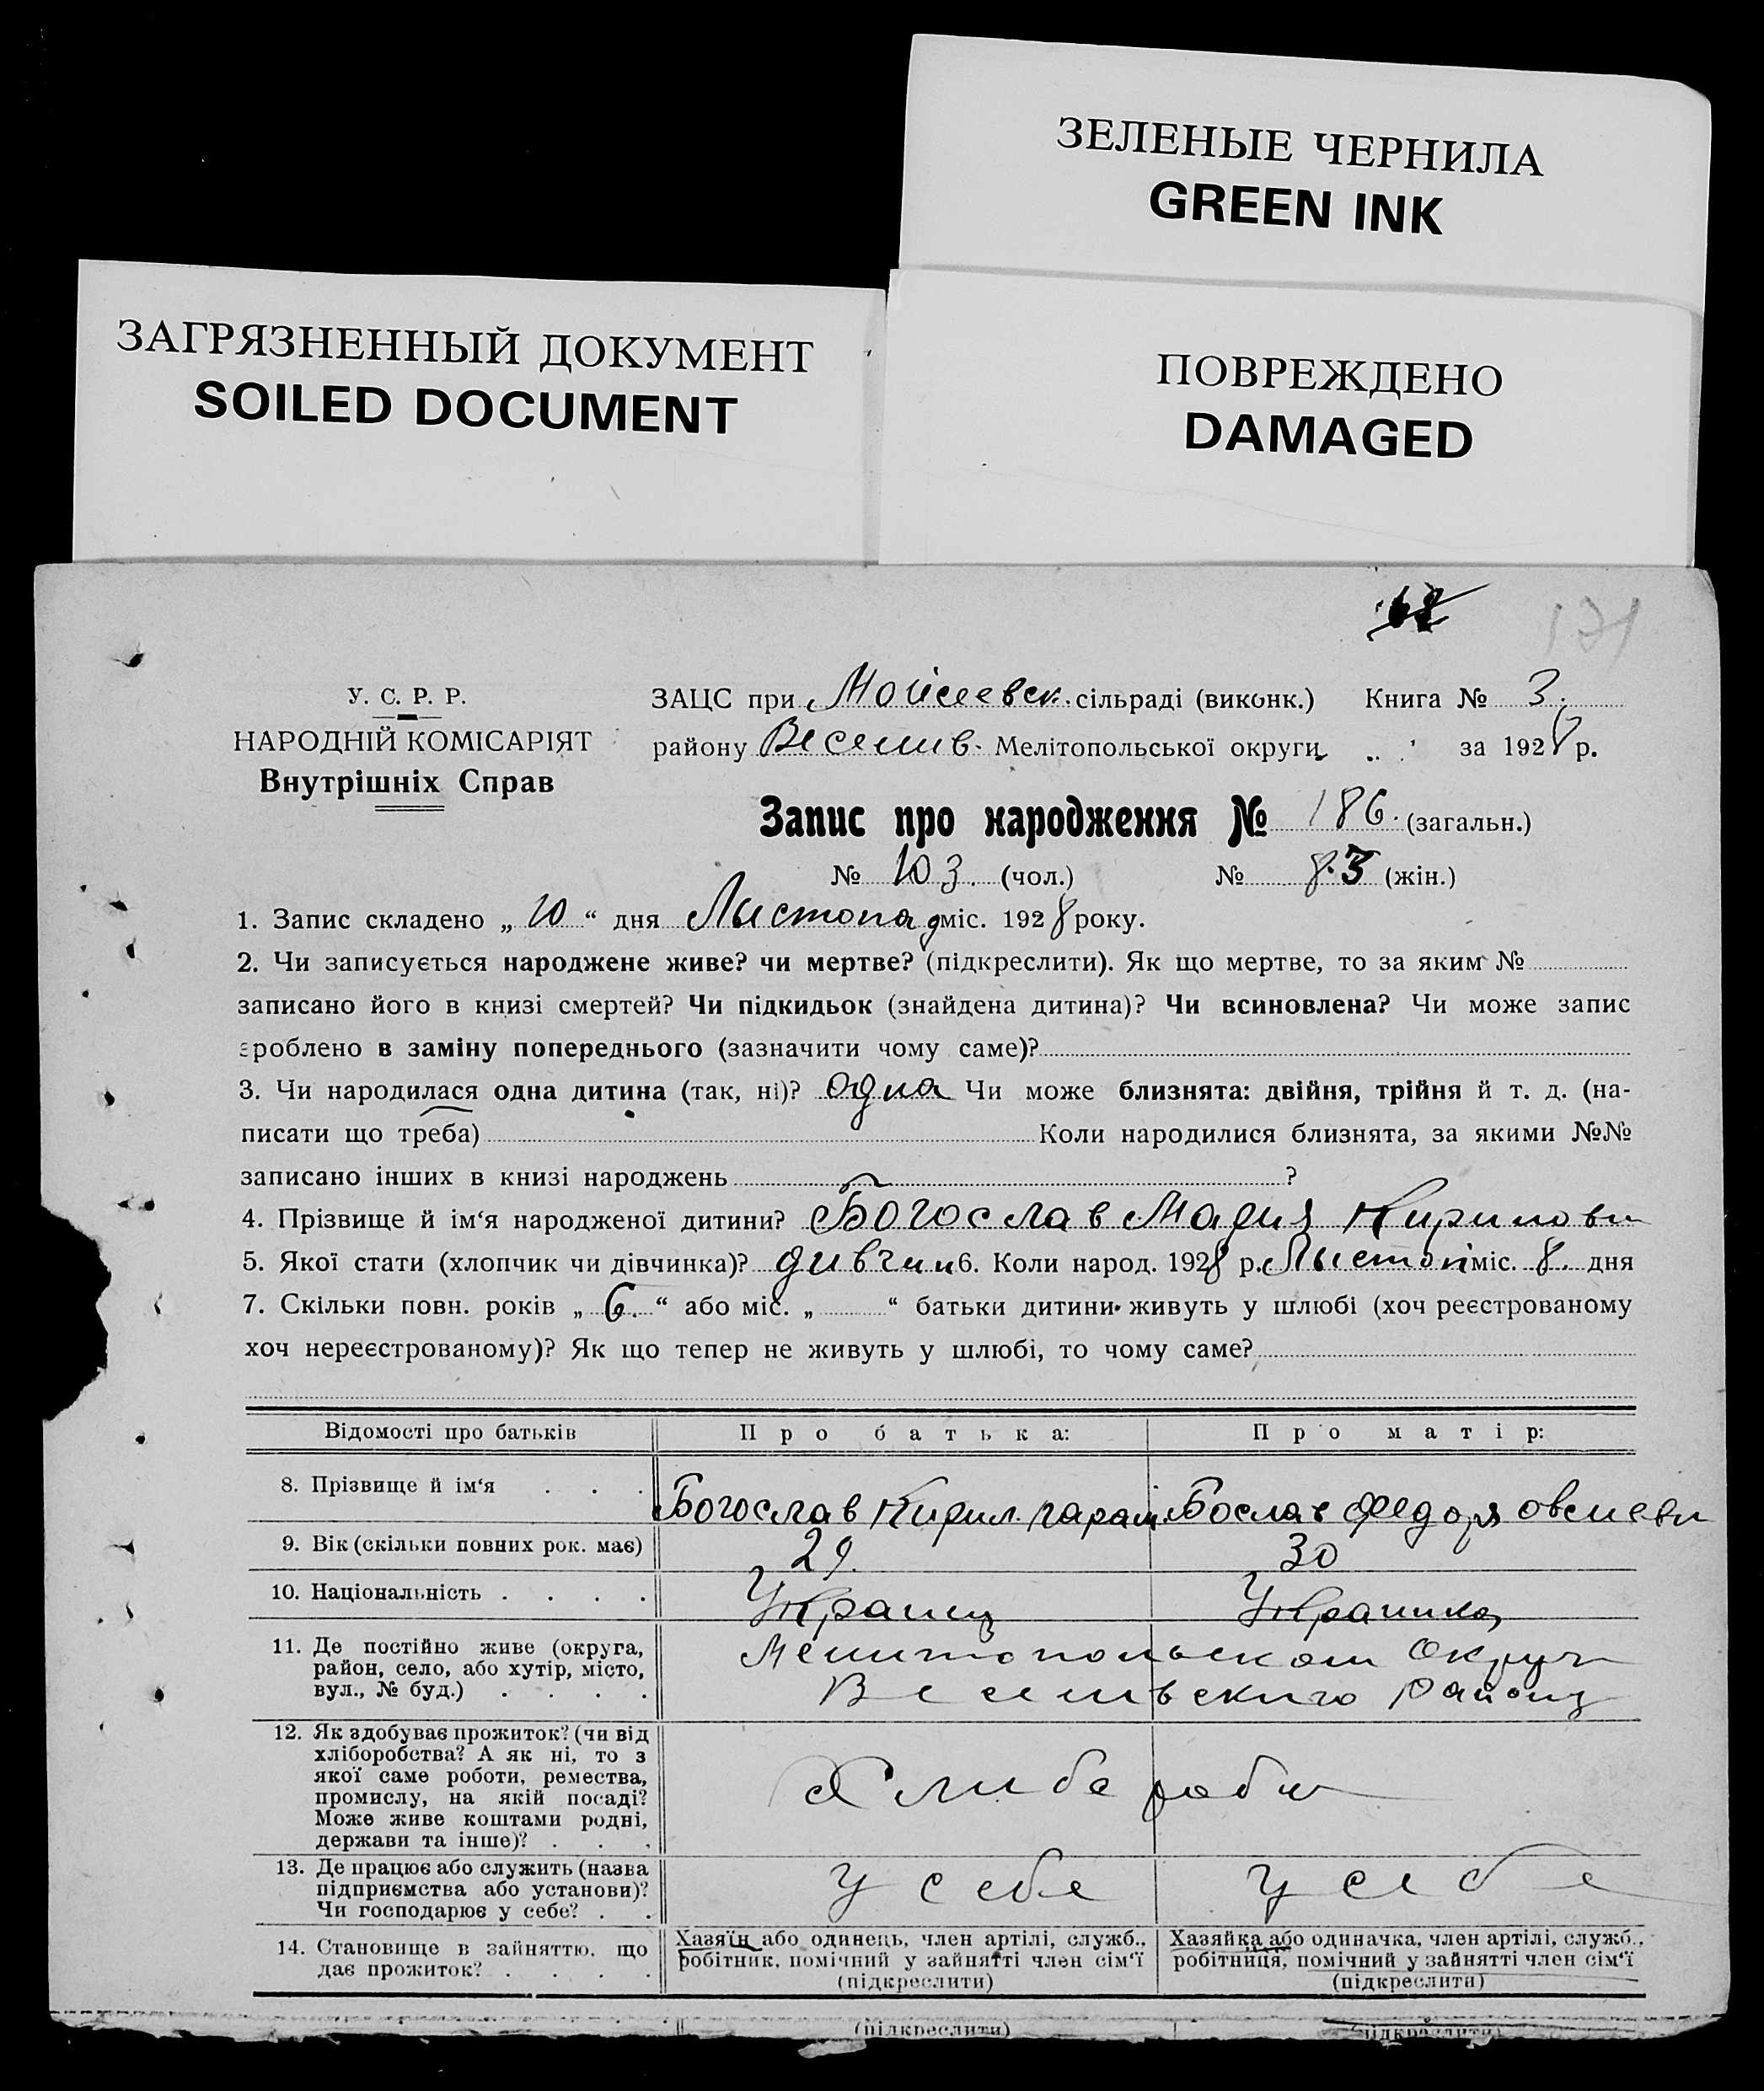 ЗЕЛЕНЫЕ ЧЕРНИЛА
GREEN INK
ЗАГРЯЗНЕННЫЙ ДОКУМЕНТ
SOILED DOCUMENT
ПОВРЕЖДЕНО
DAMAGED
131
У. С. Р. Р.
НАРОДНІЙ КОМІСАРІЯТ
Внутрішніх Справ
ЗАЦС при Мойсеевск. сільраді (виконк.) Книга № 3.
району Веселив. Мелітопольської округи за 1928 р.
Запис про народження № 186. (загальн.)
№ 103. (чол.) № 83 (жін.)
1. Запис складено „ 10 “ дня Лыстопад міс. 1928 року.
2. Чи записується народжене живе? чи мертве? (підкреслити). Як що мертве, то за яким №
записано його в книзі смертей? Чи підкидьок (знайдена дитина)? Чи всиновлена? Чи може запис
зроблено в заміну попереднього (зазначити чому саме)?
3. Чи народилася одна дитина (так, ні)? одна Чи може близнята: двійня, трійня й т. д. (на-
писати що треба) Коли народилися близнята, за якими №№
записано інших в книзі народжень ?
4. Прізвище й ім‘я народженої дитини? Богослав Мария Кирилови
5. Якої стати (хлопчик чи дівчинка)? дивчин 6. Коли народ. 1928 р. Лыстоп міс. 8. дня
7. Скільки повн. років „ 6. “ або міс. „ “ батьки дитини живуть у шлюбі (хоч реєстрованому
хоч нереєстрованому)? Як що тепер не живуть у шлюбі, то чому саме?
Відомості про батьків Про батька: Про матір:
8. Прізвище й ім‘я . . . Богослав Кирил. Богослав Федоря Овсиеви
9. Вік (скільки повних рок. має) 29. 30
10. Національність . . . . Украиец Украинка
11. Де постійно живе (округа,
район, село, або хутір, місто,
вул., № буд.) . . . .
Мелитопольском Округи
Веселивского Району
12. Як здобуває прожиток? (чи від
хліборобства? А як ні, то з
якої саме роботи, ремества,
промислу, на якій посаді?
Може живе коштами родні,
держави та інше)? . . .
Хлибороби
13. Де працює або служить (назва
підприємства або установи)?
Чи господарює у себе? . .
у себе у себе
14. Становище в зайняттю, що
дає прожиток? . . . .
Хазяїн або одинець, член артілі, служб.,
робітник, помічний у зайнятті член сім‘ї
(підкреслити)
Хазяйка або одиначка, член артілі, служб.,
робітниця, помічний у зайнятті член сім‘ї
(підкреслити)
(підкреслити) підкреслити)